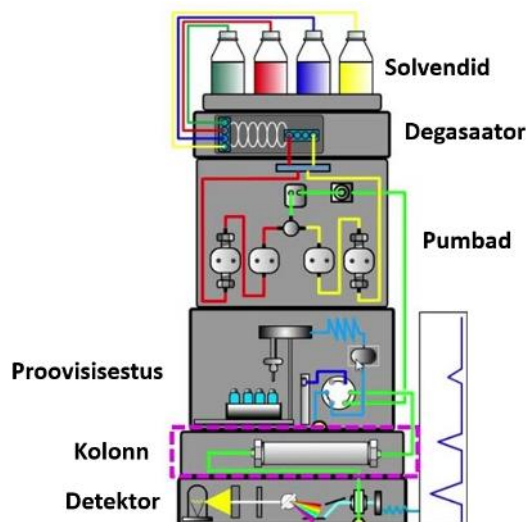 Solvendid
Degasaator
Pumbad
Proovisisestus
Kolonn
Detektor